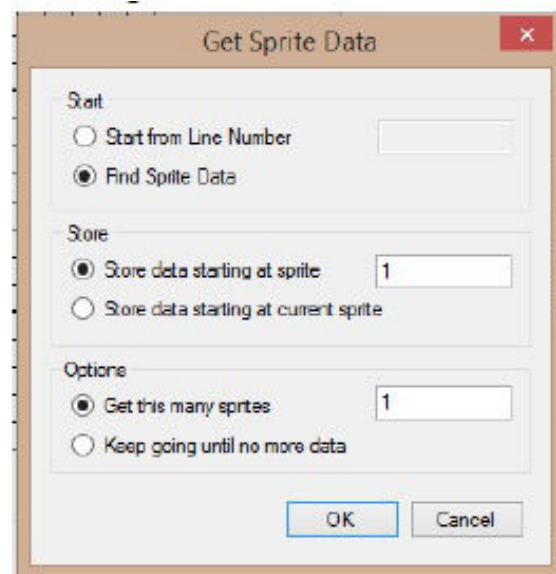 Get Sprite Data
Start
Start from Line Number
Find Sprite Data
Store
Store data starting at sprite 1
Store data starting at current sprite
Options
Get this many sprites 1
Keep going until no more data
OK Cancel